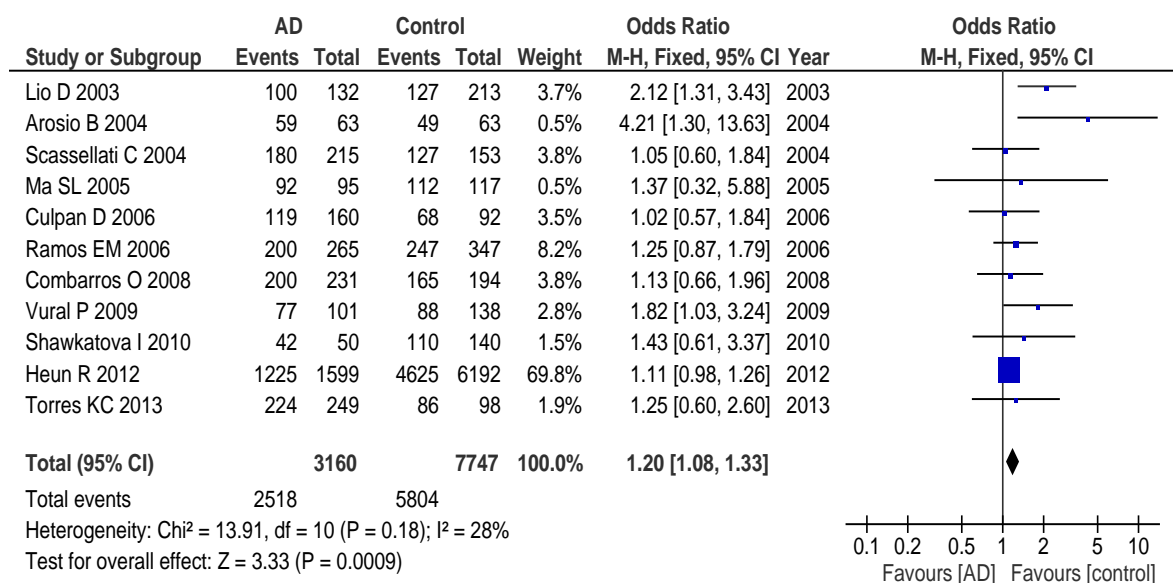 AD Control Odds Ratio Odds Ratio
Study or Subgroup Events Total Events Total Weight M-H, Fixed, 95% CI Year M-H, Fixed, 95% CI
Lio D 2003 100 132 127 213 3.7% 2.12 [1.31, 3.43] 2003
Arosio B 2004 59 63 49 63 0.5% 4.21 [1.30, 13.63] 2004
Scassellati C 2004 180 215 127 153 3.8% 1.05 [0.60, 1.84] 2004
Ma SL 2005 92 95 112 117 0.5% 1.37 [0.32, 5.88] 2005
Culpan D 2006 119 160 68 92 3.5% 1.02 [0.57, 1.84] 2006
Ramos EM 2006 200 265 247 347 8.2% 1.25 [0.87, 1.79] 2006
Combarros O 2008 200 231 165 194 3.4% 1.13 [0.66, 1.96] 2008
Vural P 2009 77 101 88 138 2.8% 1.82 [1.03, 3.24] 2009
Shawkatova I 2010 42 50 110 140 1.5% 1.43 [0.61, 3.37] 2010
Heun R 2012 1225 1599 4625 6192 69.8% 1.11 [0.98, 1.26] 2012
Torres KC 2013 224 249 86 98 1.9% 1.25 [0.60, 2.60] 2013
Total (95% CI) 3160 7747 100.0% 1.20 [1.08, 1.33]
Total events 2518 5804
Heterogeneity: Chi² = 13.91, df = 10 (P = 0.18); I² = 28%
Test for overall effect: Z = 3.33 (P = 0.0009)
0.1 0.2 0.5 1 2 5 10
Favours [AD] Favours [control]